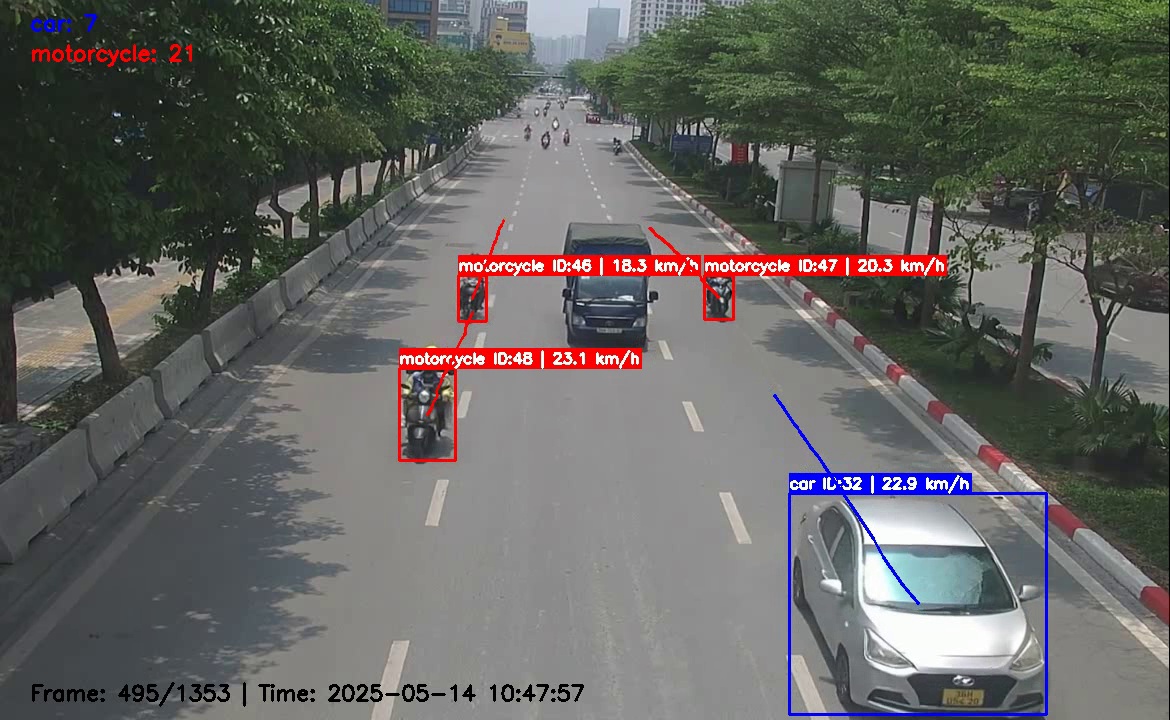 car: 7
motorcycle: 21
motorcycle ID:46 | 18.3 km/h
motorcycle ID:47 | 20.3 km/h
motorcycle ID:48 | 23.1 km/h
car ID:32 | 22.9 km/h
30H
Frame: 495/1353 | Time: 2025-05-14 10:47:57